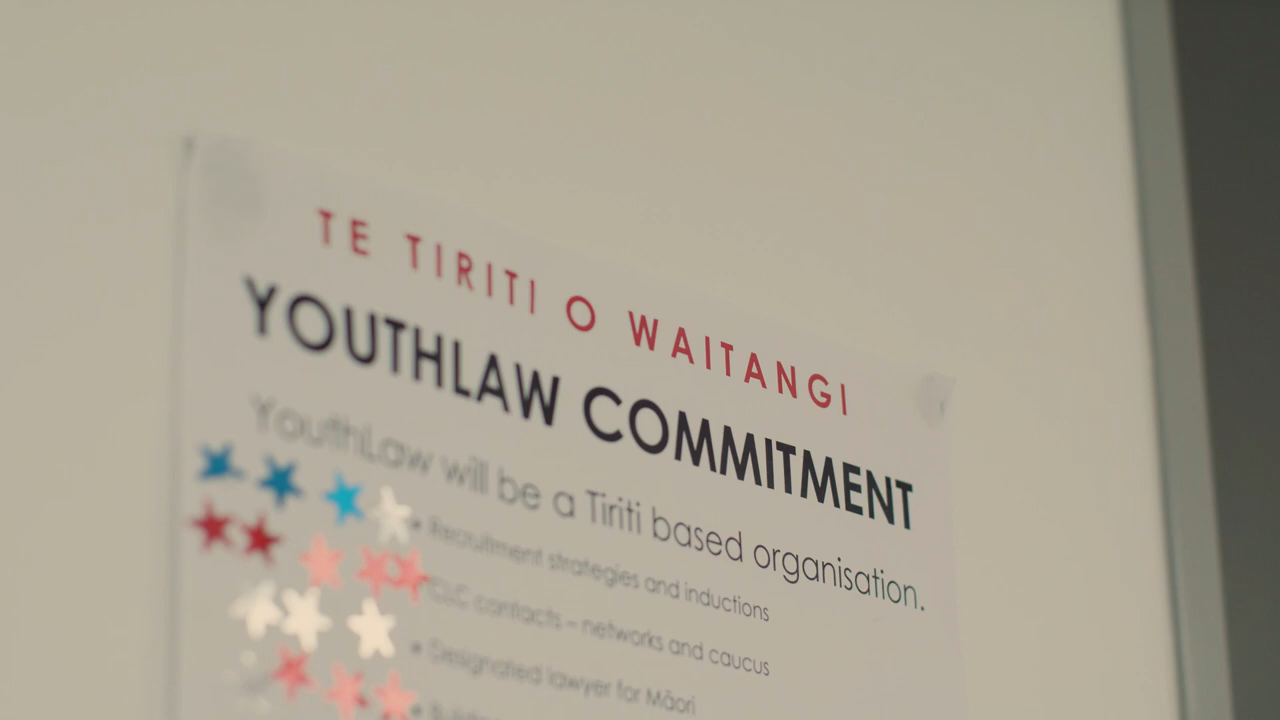 TE TIRITI O WAITANGI
YOUTHLAW COMMITMENT
YouthLaw will be a Tiriti based organisation.
• Recruitment strategies and inductions
CLC contacts – networks and caucus
• Designated lawyer for Māori